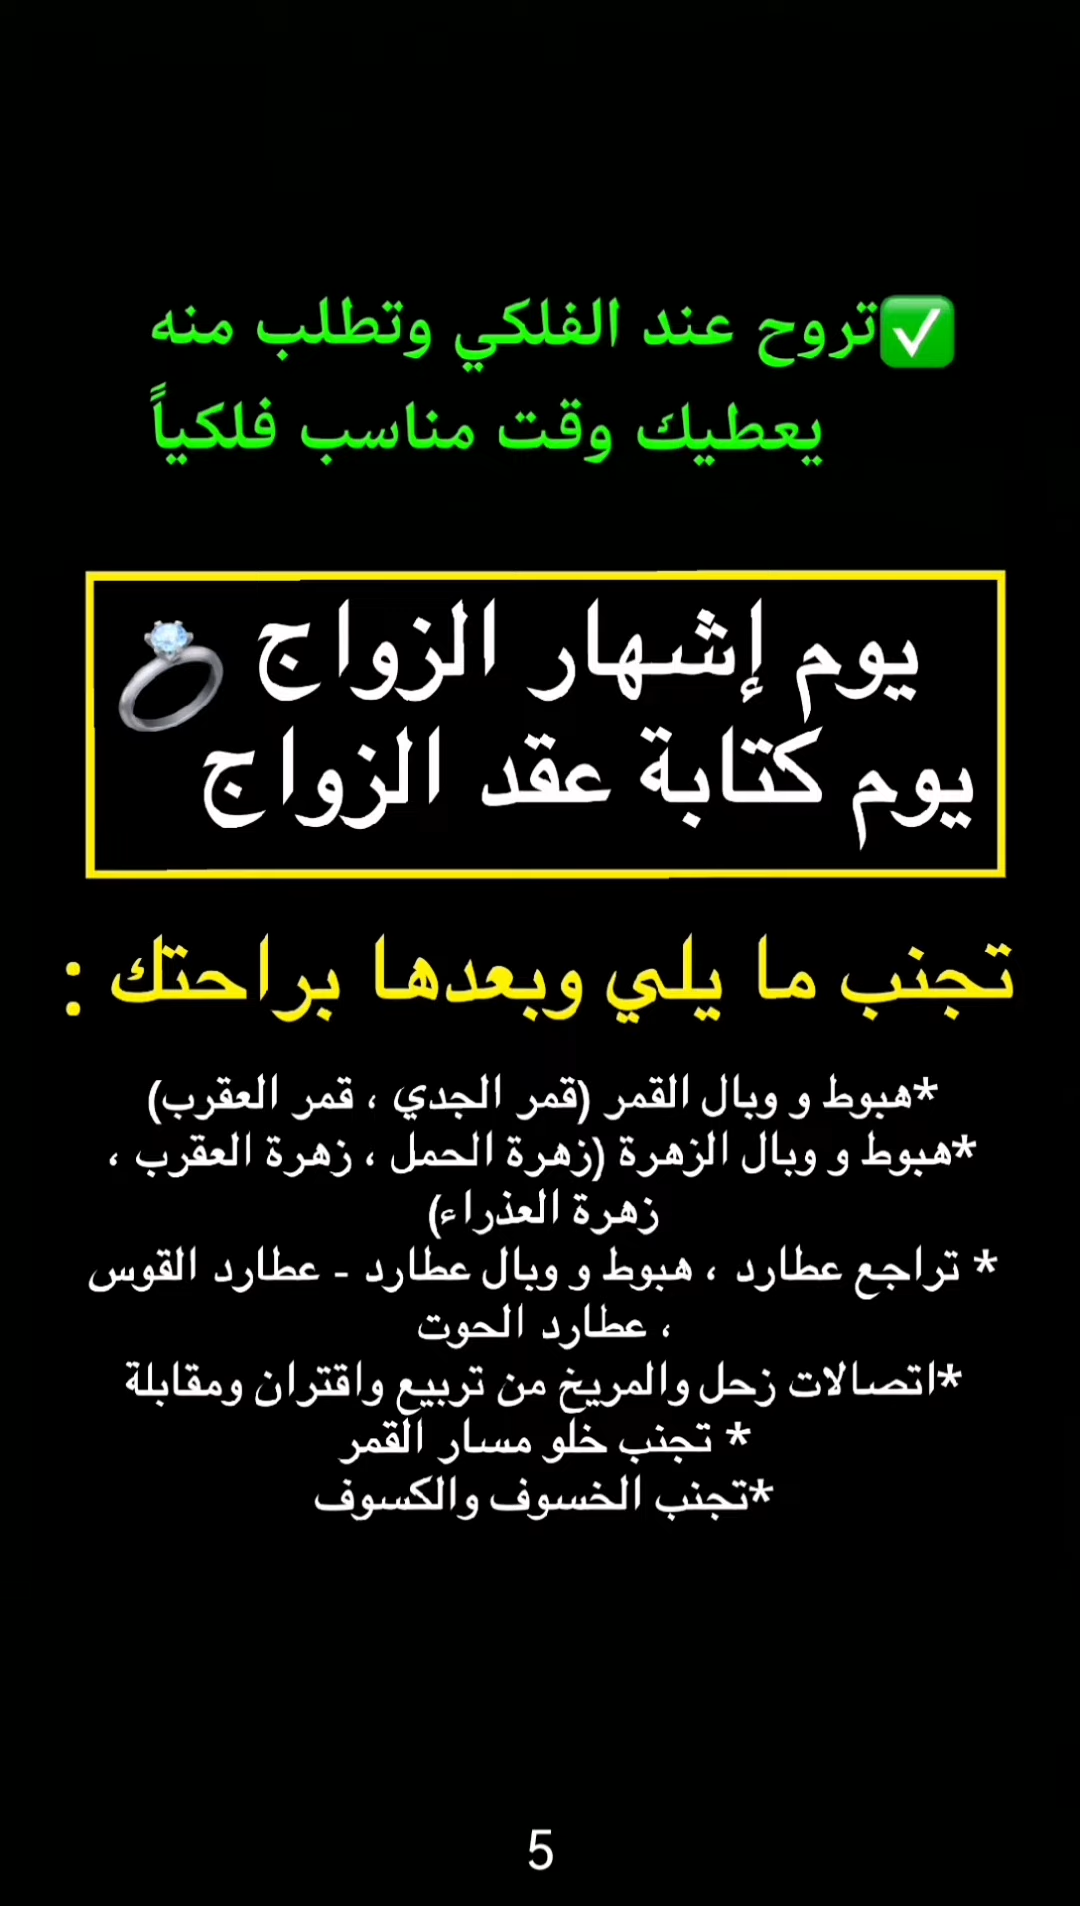 ✅تروح عند الفلكي وتطلب منه
يعطيك وقت مناسب فلكياً
يوم إشهار الزواج 💍
يوم كتابة عقد الزواج
تجنب ما يلي وبعدها براحتك :
*هبوط و وبال القمر (قمر الجدي ، قمر العقرب)
*هبوط و وبال الزهرة (زهرة الحمل ، زهرة العقرب ،
زهرة العذراء)
* تراجع عطارد ، هبوط و وبال عطارد - عطارد القوس
، عطارد الحوت
*اتصالات زحل والمريخ من تربيع واقتران ومقابلة
* تجنب خلو مسار القمر
*تجنب الخسوف والكسوف
5